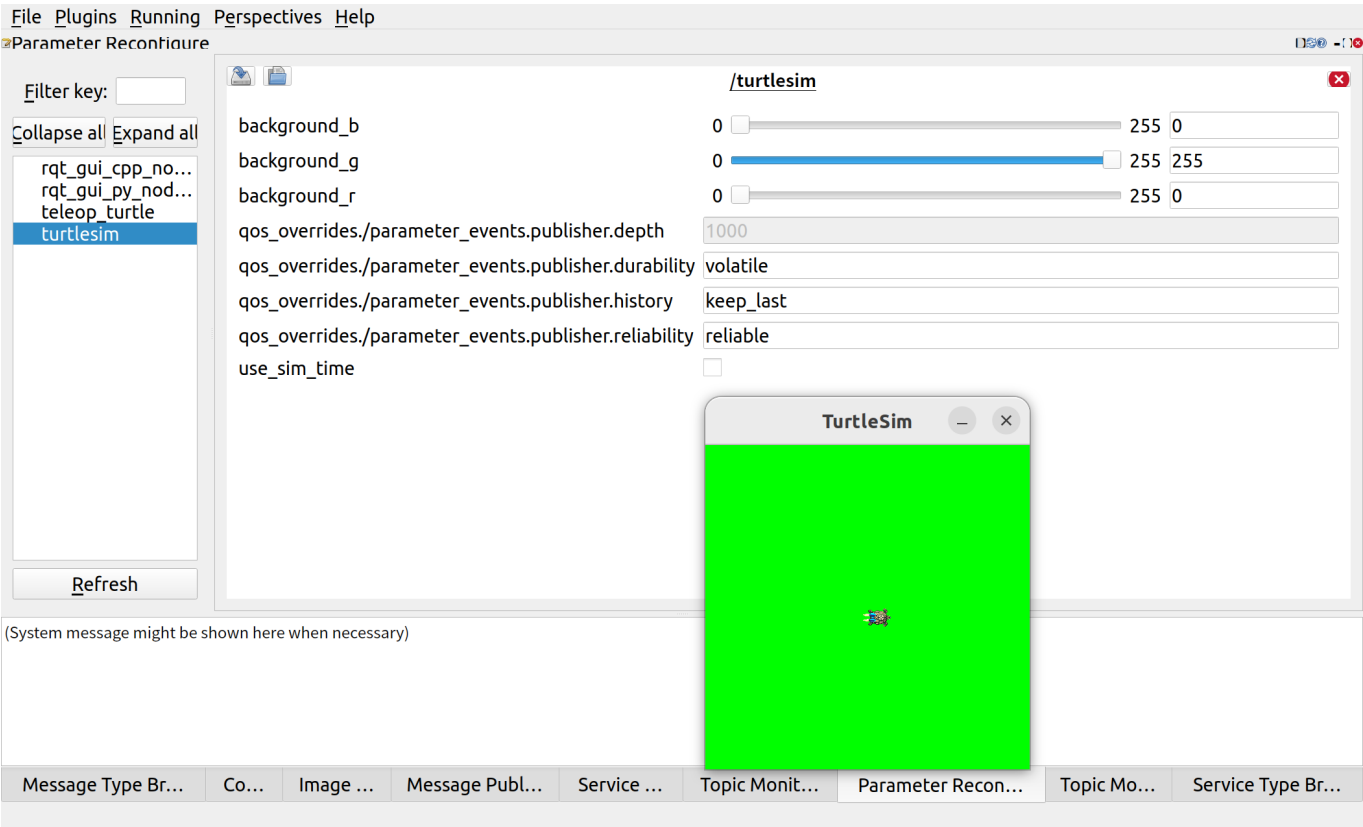 File Plugins Running Perspectives Help
Parameter Reconfigure
Filter key:
Collapse all Expand all
rqt_gui_cpp_no...
rqt_gui_py_nod...
teleop_turtle
turtlesim
Refresh
/turtlesim
background_b 0 255 0
background_g 0 255 255
background_r 0 255 0
qos_overrides./parameter_events.publisher.depth 1000
qos_overrides./parameter_events.publisher.durability volatile
qos_overrides./parameter_events.publisher.history keep_last
qos_overrides./parameter_events.publisher.reliability reliable
use_sim_time
TurtleSim
(System message might be shown here when necessary)
Message Type Br... Co... Image ... Message Publ... Service ... Topic Monit... Parameter Recon... Topic Mo... Service Type Br...